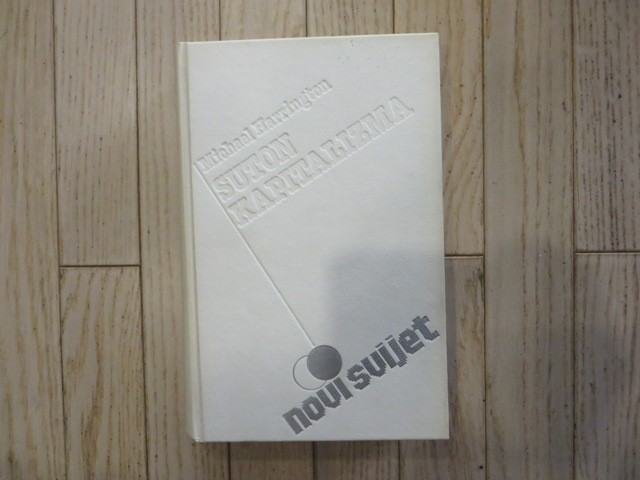 Michael Harrington
SUTON
KAPITALIZMA
novi svijet